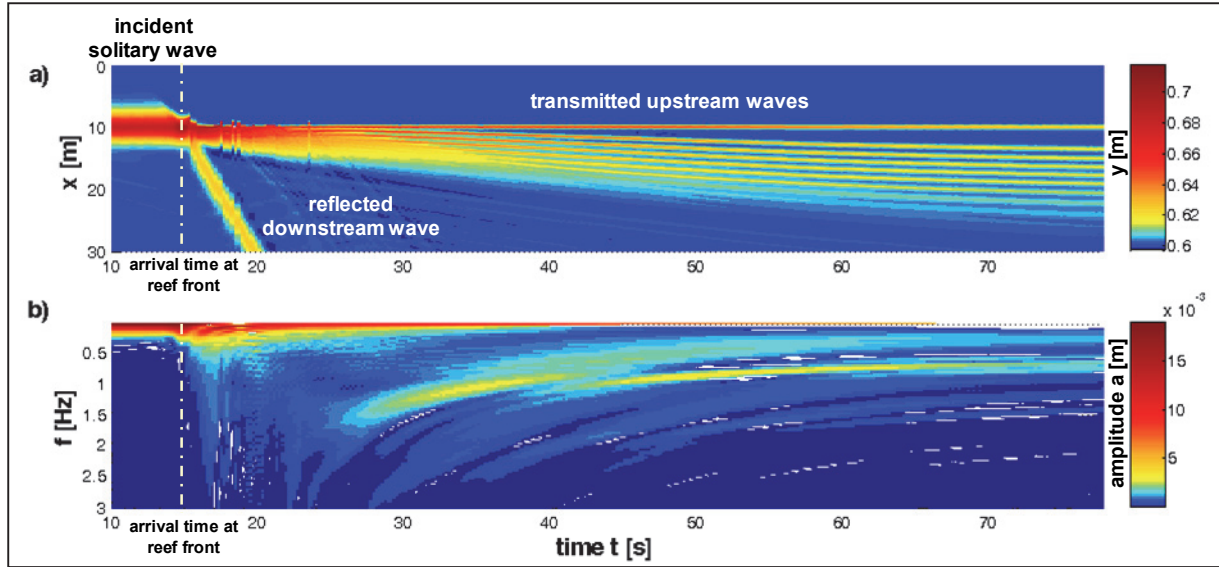 incident
solitary wave
a)
0
10
20
30
x [m]
transmitted upstream waves
reflected
downstream wave
10
arrival time at
reef front
20
30
40
50
60
70
y [m]
0.7
0.68
0.66
0.64
0.62
0.6
b)
0.5
1
1.5
2
2.5
3
f [Hz]
10
arrival time at
reef front
20
30
40
50
60
70
time t [s]
x 10⁻³
amplitude a [m]
15
10
5